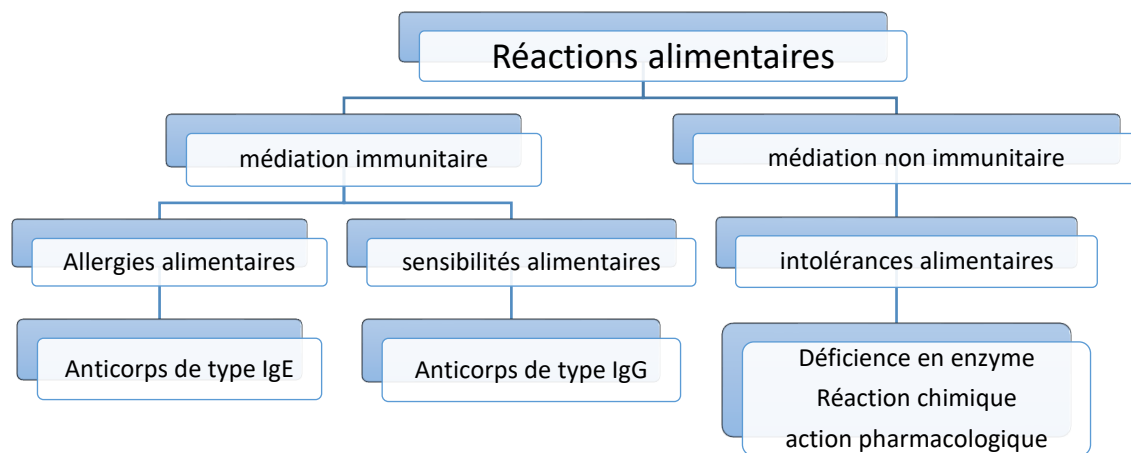 Réactions alimentaires
médiation immunitaire
médiation non immunitaire
Allergies alimentaires
sensibilités alimentaires
intolérances alimentaires
Anticorps de type IgE
Anticorps de type IgG
Déficience en enzyme
Réaction chimique
action pharmacologique